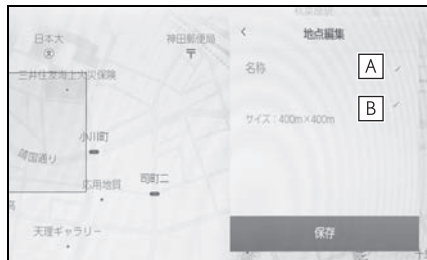 日本大
神田郵便局
三井住友海上火災保険
小川町
靖国通り
応用地質
司町二
天理ギャラリー
地点編集
名称
A
B
サイズ：400m×400m
保存